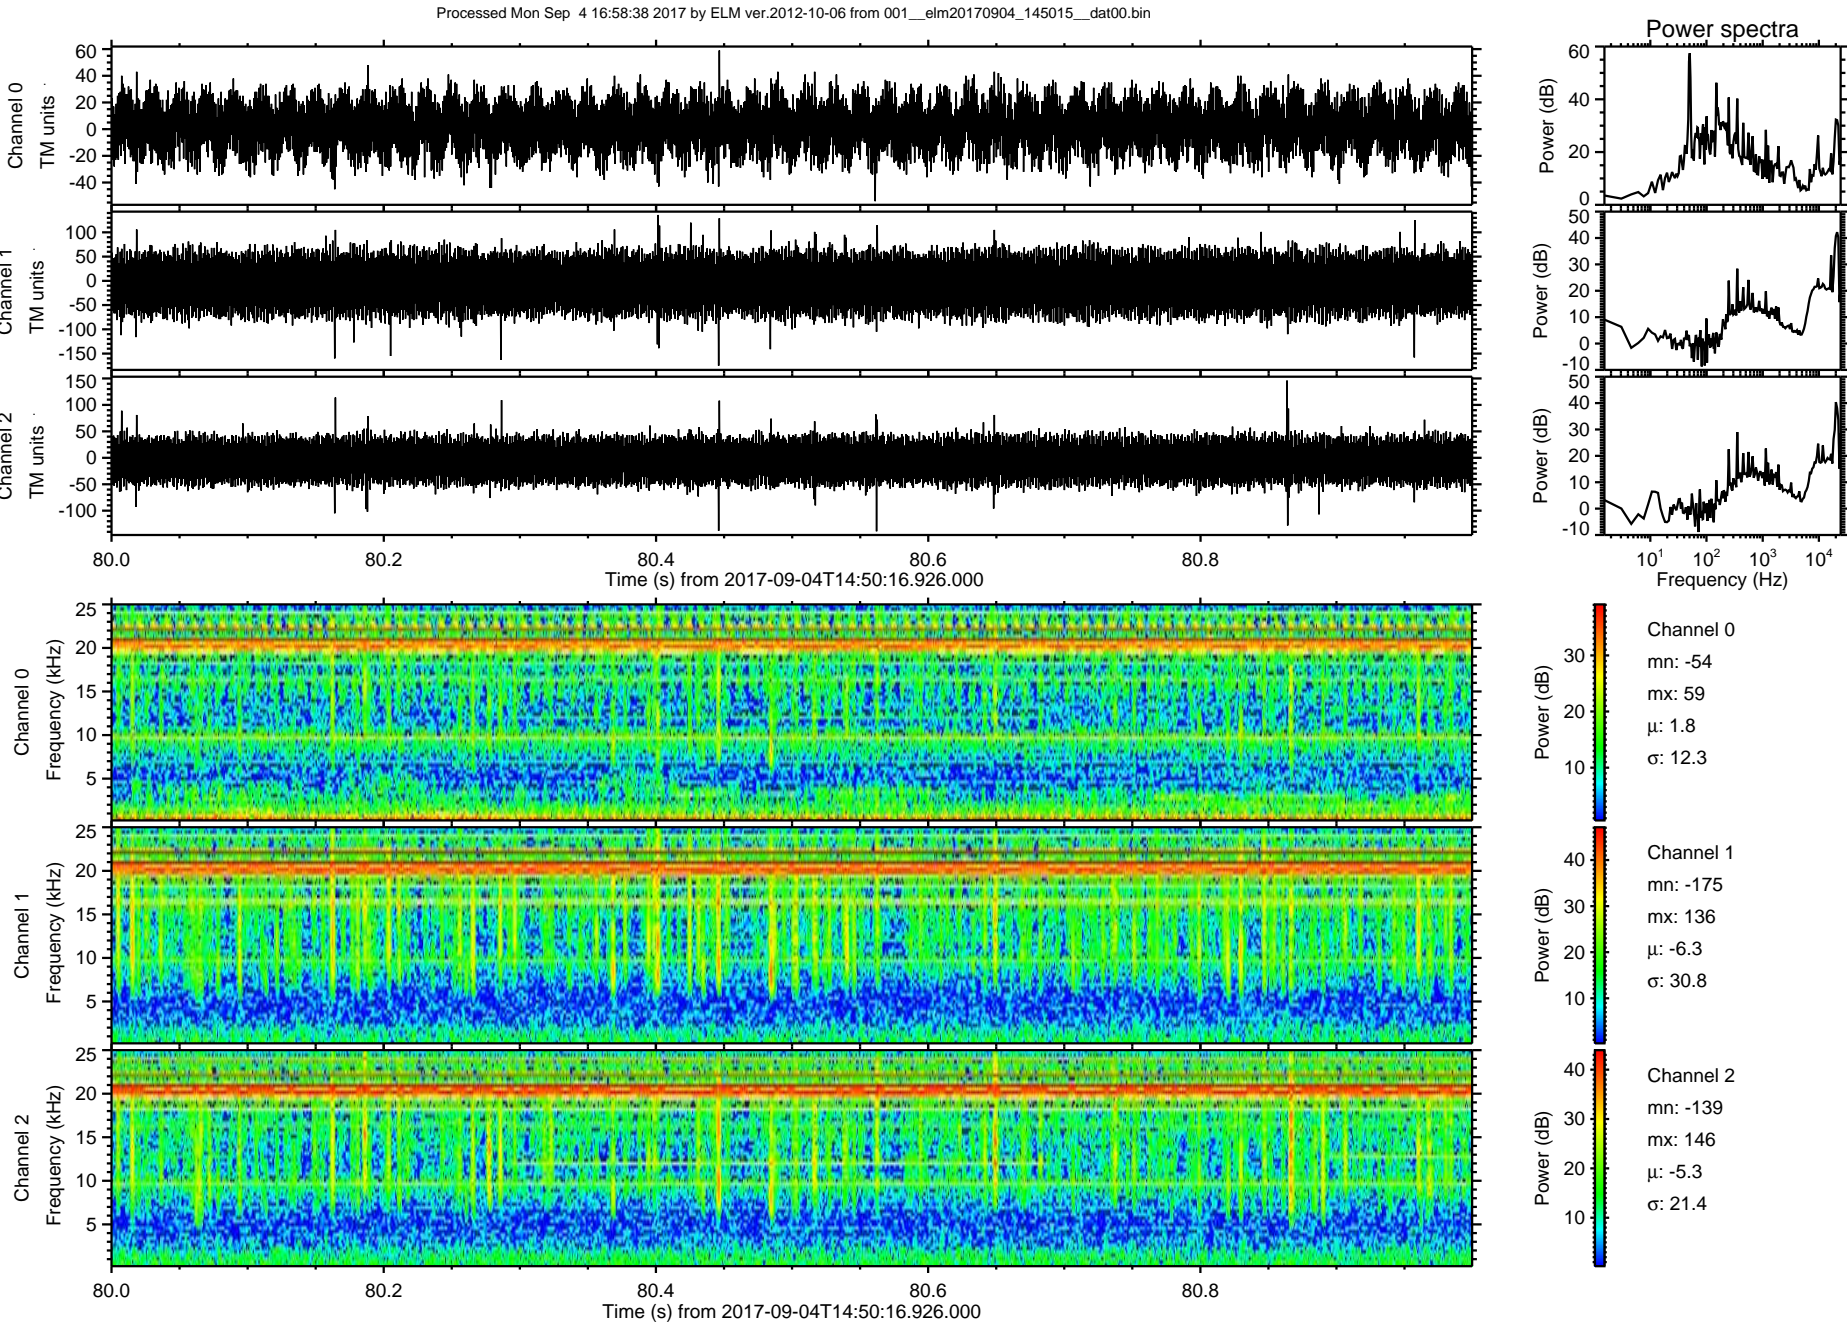 Processed Mon Sep  4 16:58:38 2017 by ELM ver.2012-10-06 from 001__elm20170904_145015__dat00.bin
Power spectra
Channel 0
TM units
60
40
20
0
-20
-40
Power (dB)
60
40
20
0
Channel 1
TM units
100
50
0
-50
-100
-150
Power (dB)
50
40
30
20
10
0
-10
Channel 2
TM units
150
100
50
0
-50
-100
Power (dB)
50
40
30
20
10
0
-10
80.0 80.2 80.4 80.6 80.8
Time (s) from 2017-09-04T14:50:16.926.000
10¹ 10² 10³ 10⁴
Frequency (Hz)
Channel 0
Frequency (kHz)
25
20
15
10
5
Power (dB)
30
20
10
Channel 0
mn: -54
mx: 59
μ: 1.8
σ: 12.3
Channel 1
Frequency (kHz)
25
20
15
10
5
Power (dB)
40
30
20
10
Channel 1
mn: -175
mx: 136
μ: -6.3
σ: 30.8
Channel 2
Frequency (kHz)
25
20
15
10
5
Power (dB)
40
30
20
10
Channel 2
mn: -139
mx: 146
μ: -5.3
σ: 21.4
80.0 80.2 80.4 80.6 80.8
Time (s) from 2017-09-04T14:50:16.926.000